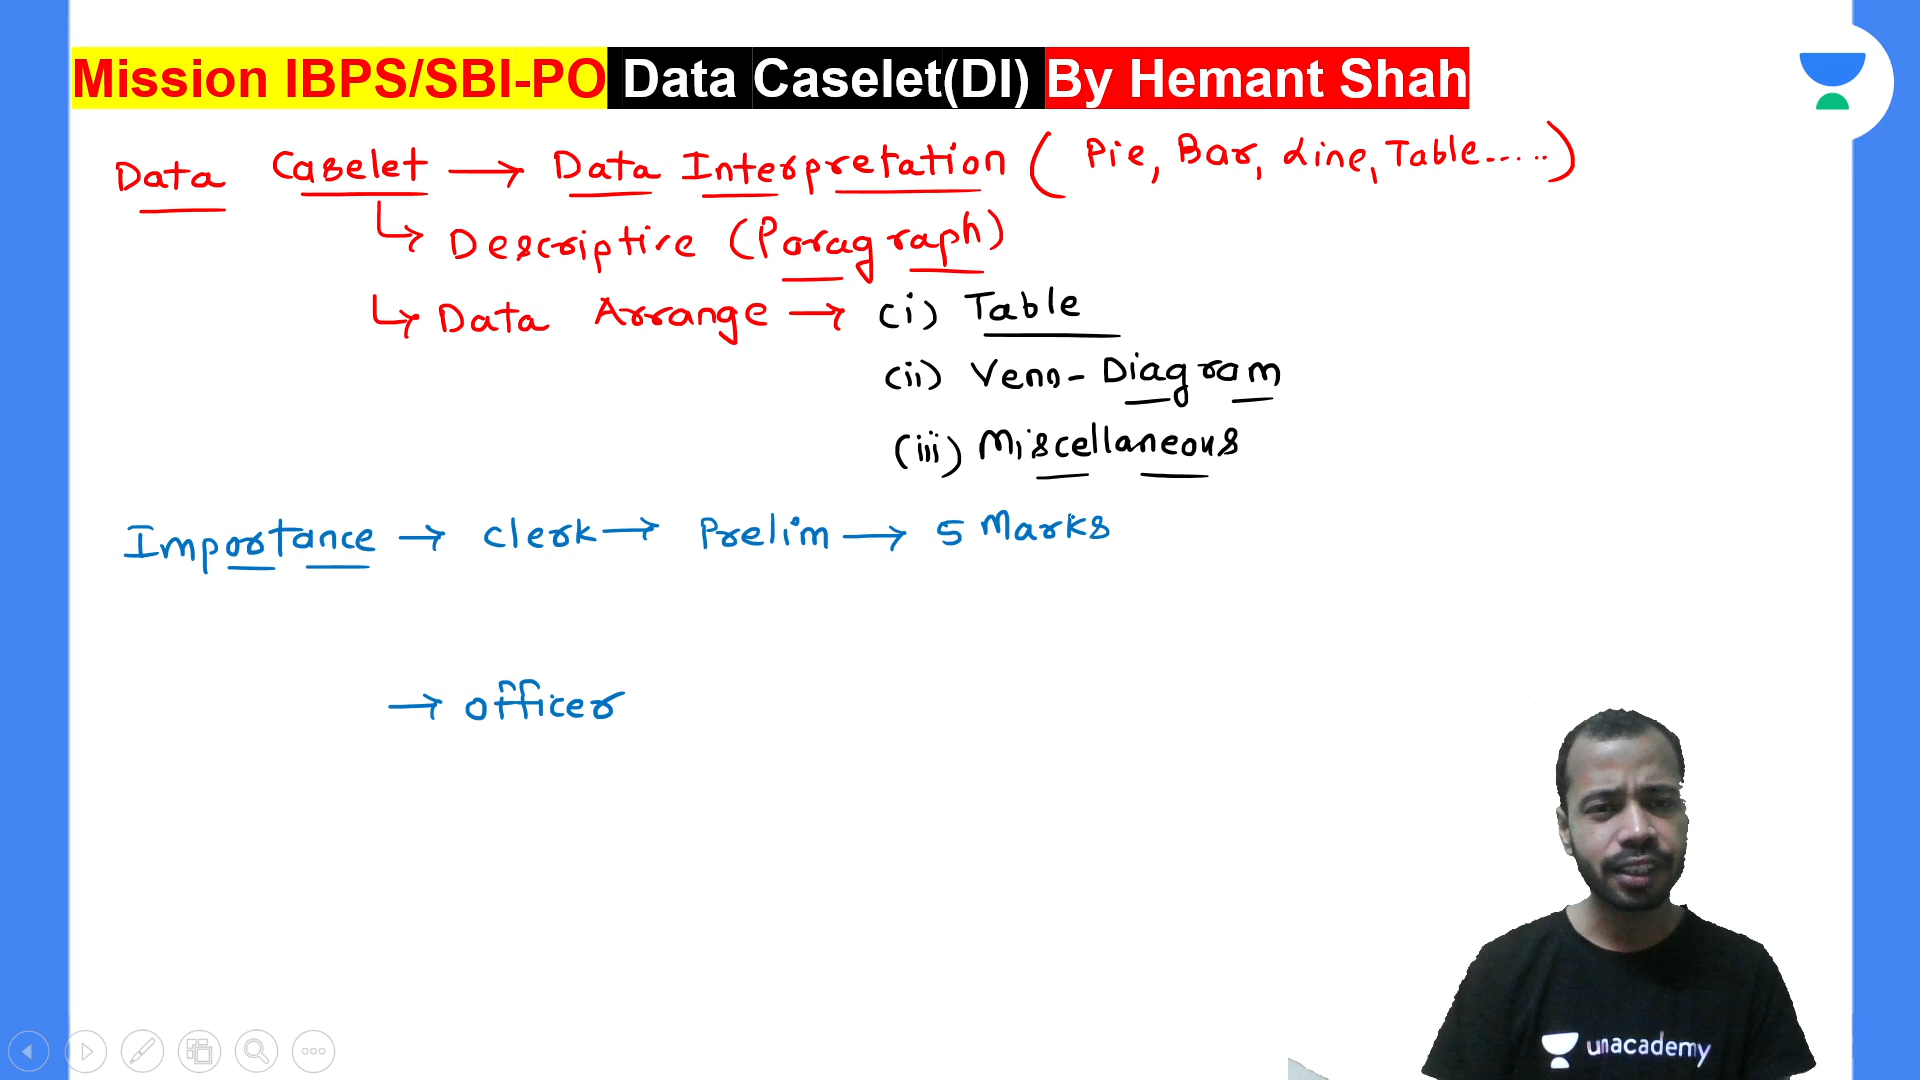 Mission IBPS/SBI-PO Data Caselet(DI) By Hemant Shah
Data Caselet → Data Interpretation ( Pie, Bar, Line, Table..... )
↳ Descriptive (Paragraph)
↳ Data Arrange → (i) Table
(ii) Venn-Diagram
(iii) Miscellaneous
Importance → Clerk → Prelim → 5 Marks
→ Officer
unacademy